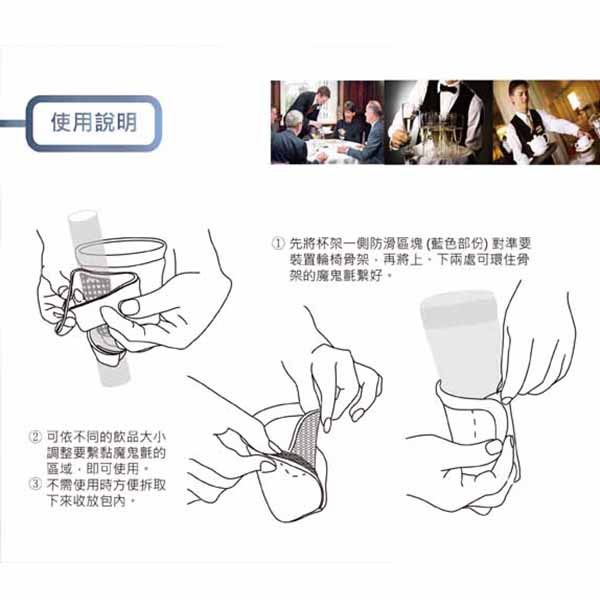 使用說明
① 先將杯架一側防滑區塊 (藍色部份) 對準要
裝置輪椅骨架，再將上、下兩處可環住骨
架的魔鬼氈繫好。
② 可依不同的飲品大小
調整要繫黏魔鬼氈的
區域，即可使用。
③ 不需使用時方便拆取
下來收放包內。